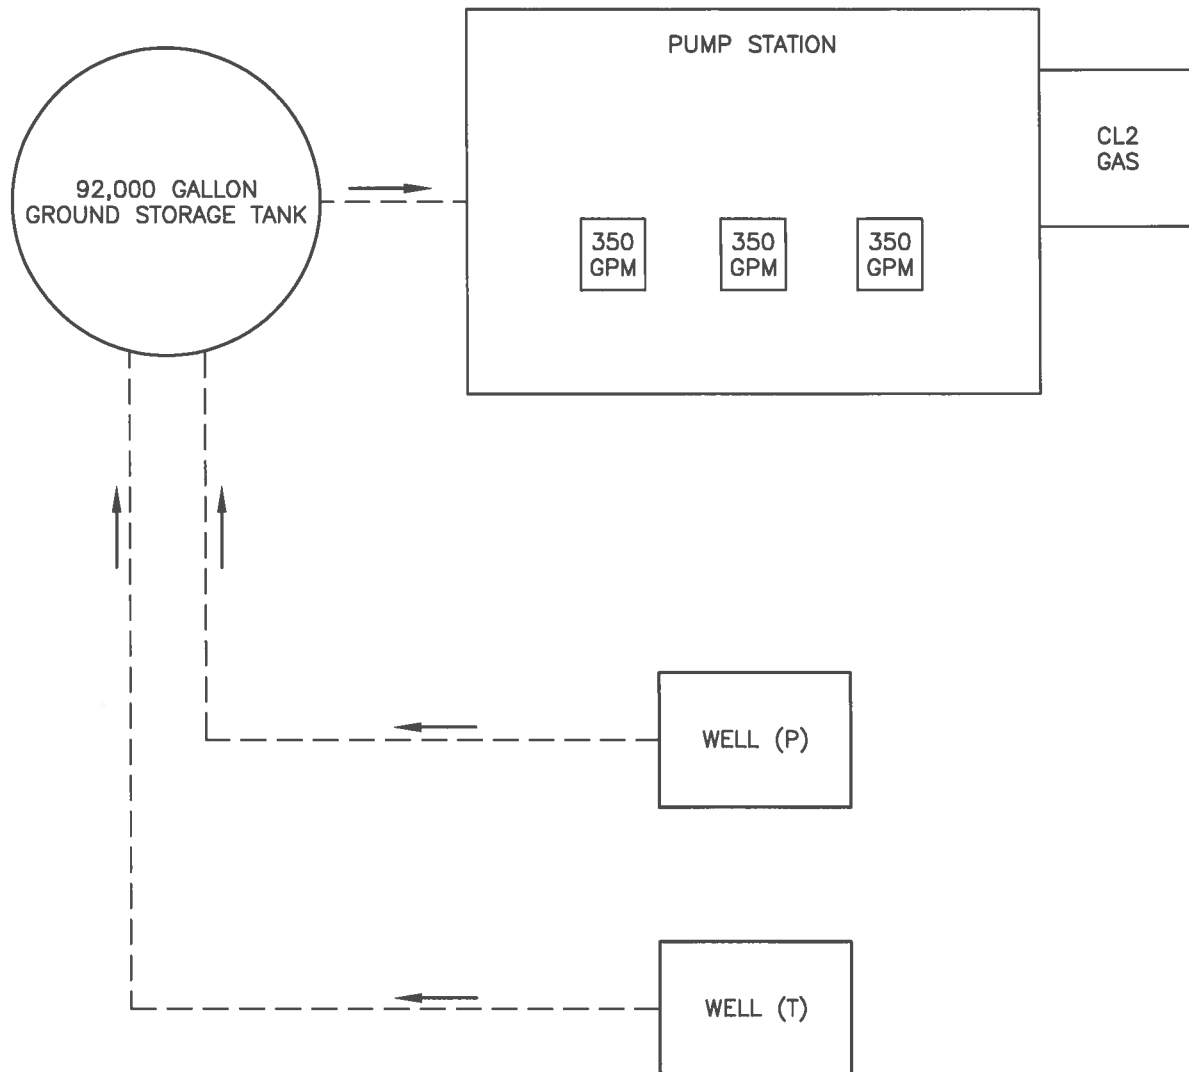 PUMP STATION
CL2
GAS
92,000 GALLON
GROUND STORAGE TANK
350
GPM
350
GPM
350
GPM
WELL (P)
WELL (T)